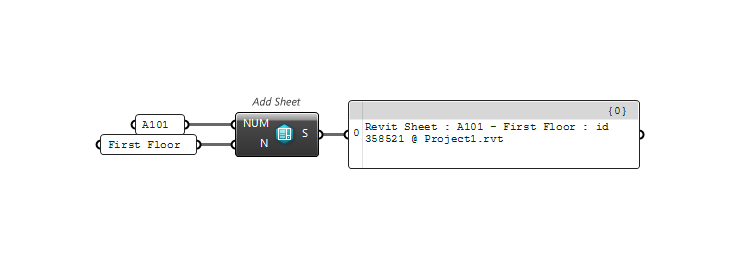 Add Sheet
A101
First Floor
NUM
N
S
{0}
0
Revit Sheet : A101 - First Floor : id
358521 @ Project1.rvt